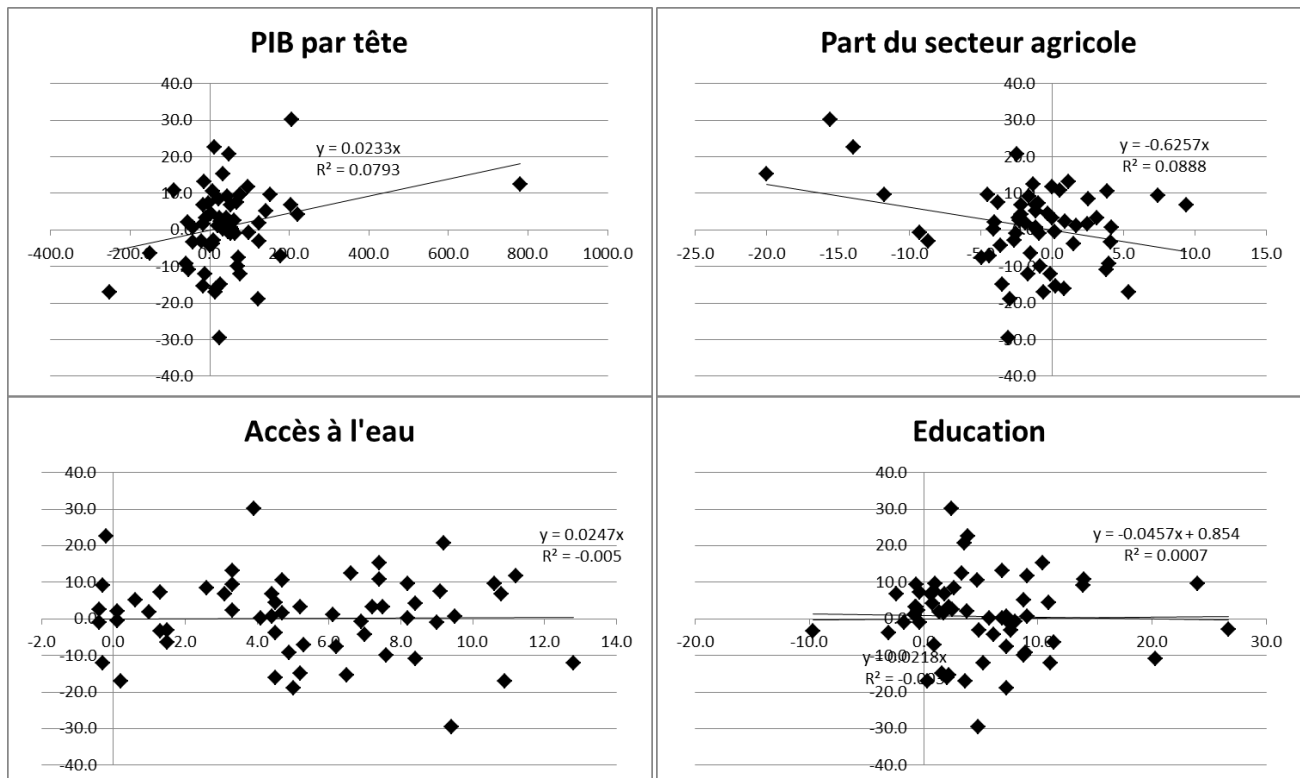 PIB par tête
40.0
30.0
20.0
y = 0.0233x
R² = 0.0793
10.0
0.0
-400.0 -200.0 0.0 200.0 400.0 600.0 800.0 1000.0
-10.0
-20.0
-30.0
-40.0
Part du secteur agricole
40.0
30.0
20.0
y = -0.6257x
R² = 0.0888
10.0
0.0
-25.0 -20.0 -15.0 -10.0 -5.0 0.0 5.0 10.0 15.0
-10.0
-20.0
-30.0
-40.0
Accès à l'eau
40.0
30.0
y = 0.0247x
R² = -0.005
20.0
10.0
0.0
-2.0 0.0 2.0 4.0 6.0 8.0 10.0 12.0 14.0
-10.0
-20.0
-30.0
-40.0
Education
40.0
30.0
y = -0.0457x + 0.854
R² = 0.0007
20.0
10.0
0.0
-20.0 -10.0 0.0 10.0 20.0 30.0
-10.0
y = 0.0218x
R² =
-20.0
-30.0
-40.0